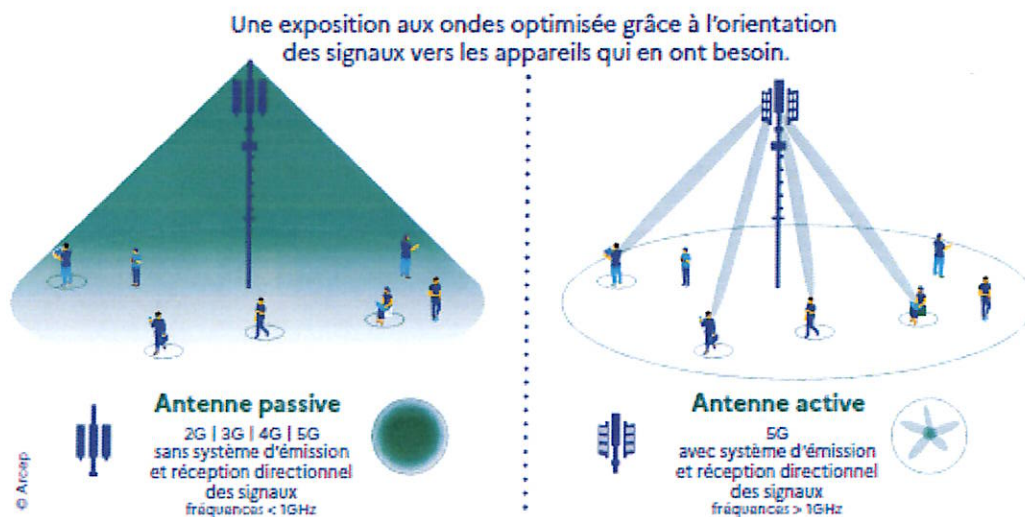 Une exposition aux ondes optimisée grâce à l'orientation
des signaux vers les appareils qui en ont besoin.
Antenne passive
2G | 3G | 4G | 5G
sans système d'émission
et réception directionnel
des signaux
fréquences < 1GHz
Antenne active
5G
avec système d'émission
et réception directionnel
des signaux
fréquences > 1GHz
© Arcep